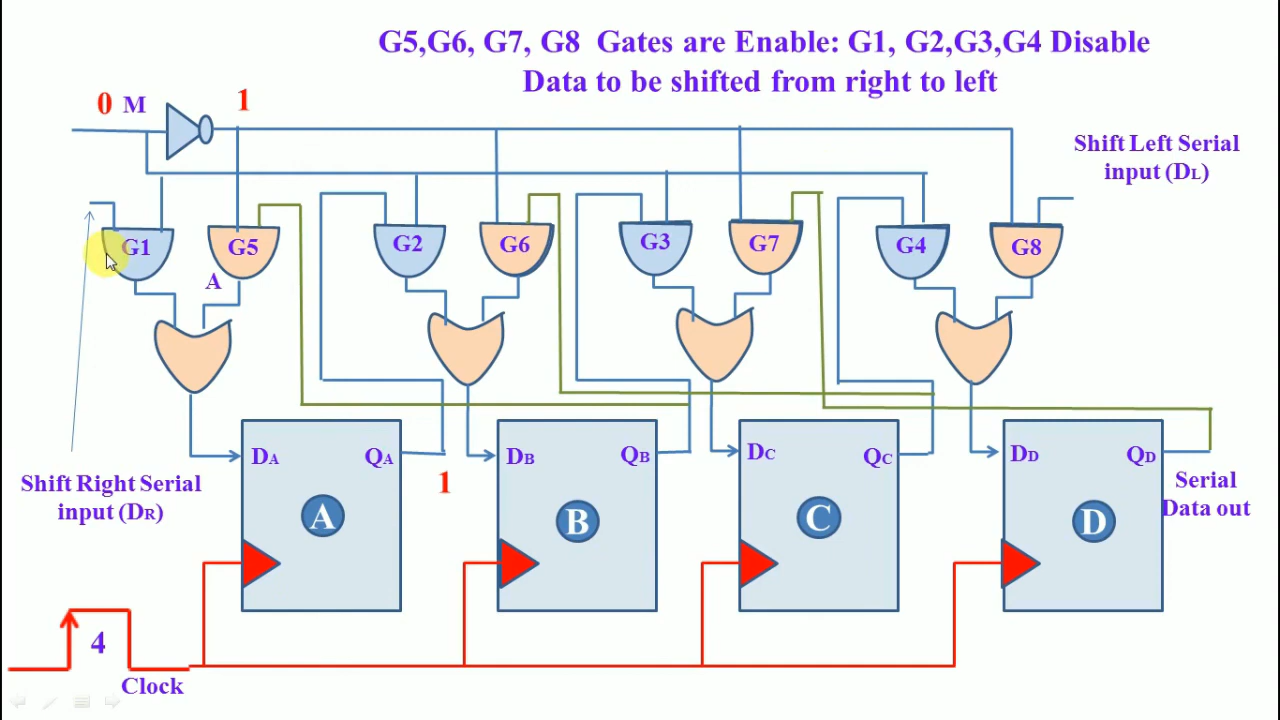 G5,G6, G7, G8 Gates are Enable: G1, G2,G3,G4 Disable
Data to be shifted from right to left
0 M 1
Shift Left Serial
input (DL)
G1 G5 G2 G6 G3 G7 G4 G8
A
DA QA DB QB DC QC DD QD
1
Shift Right Serial
input (DR)
Serial
Data out
A B C D
4
Clock